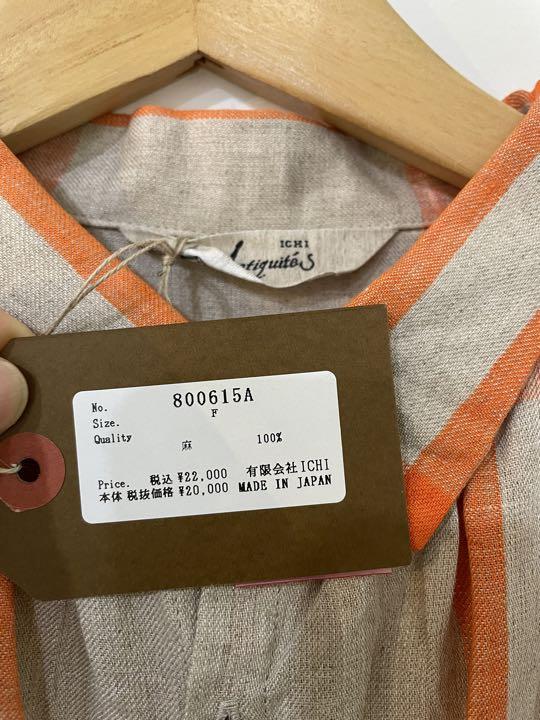 ICHI
Antiquités
No. 800615A
Size. F
Quality
麻 100%
Price. 税込 ¥22,000 有限会社ICHI
本体 税抜価格 ¥20,000 MADE IN JAPAN